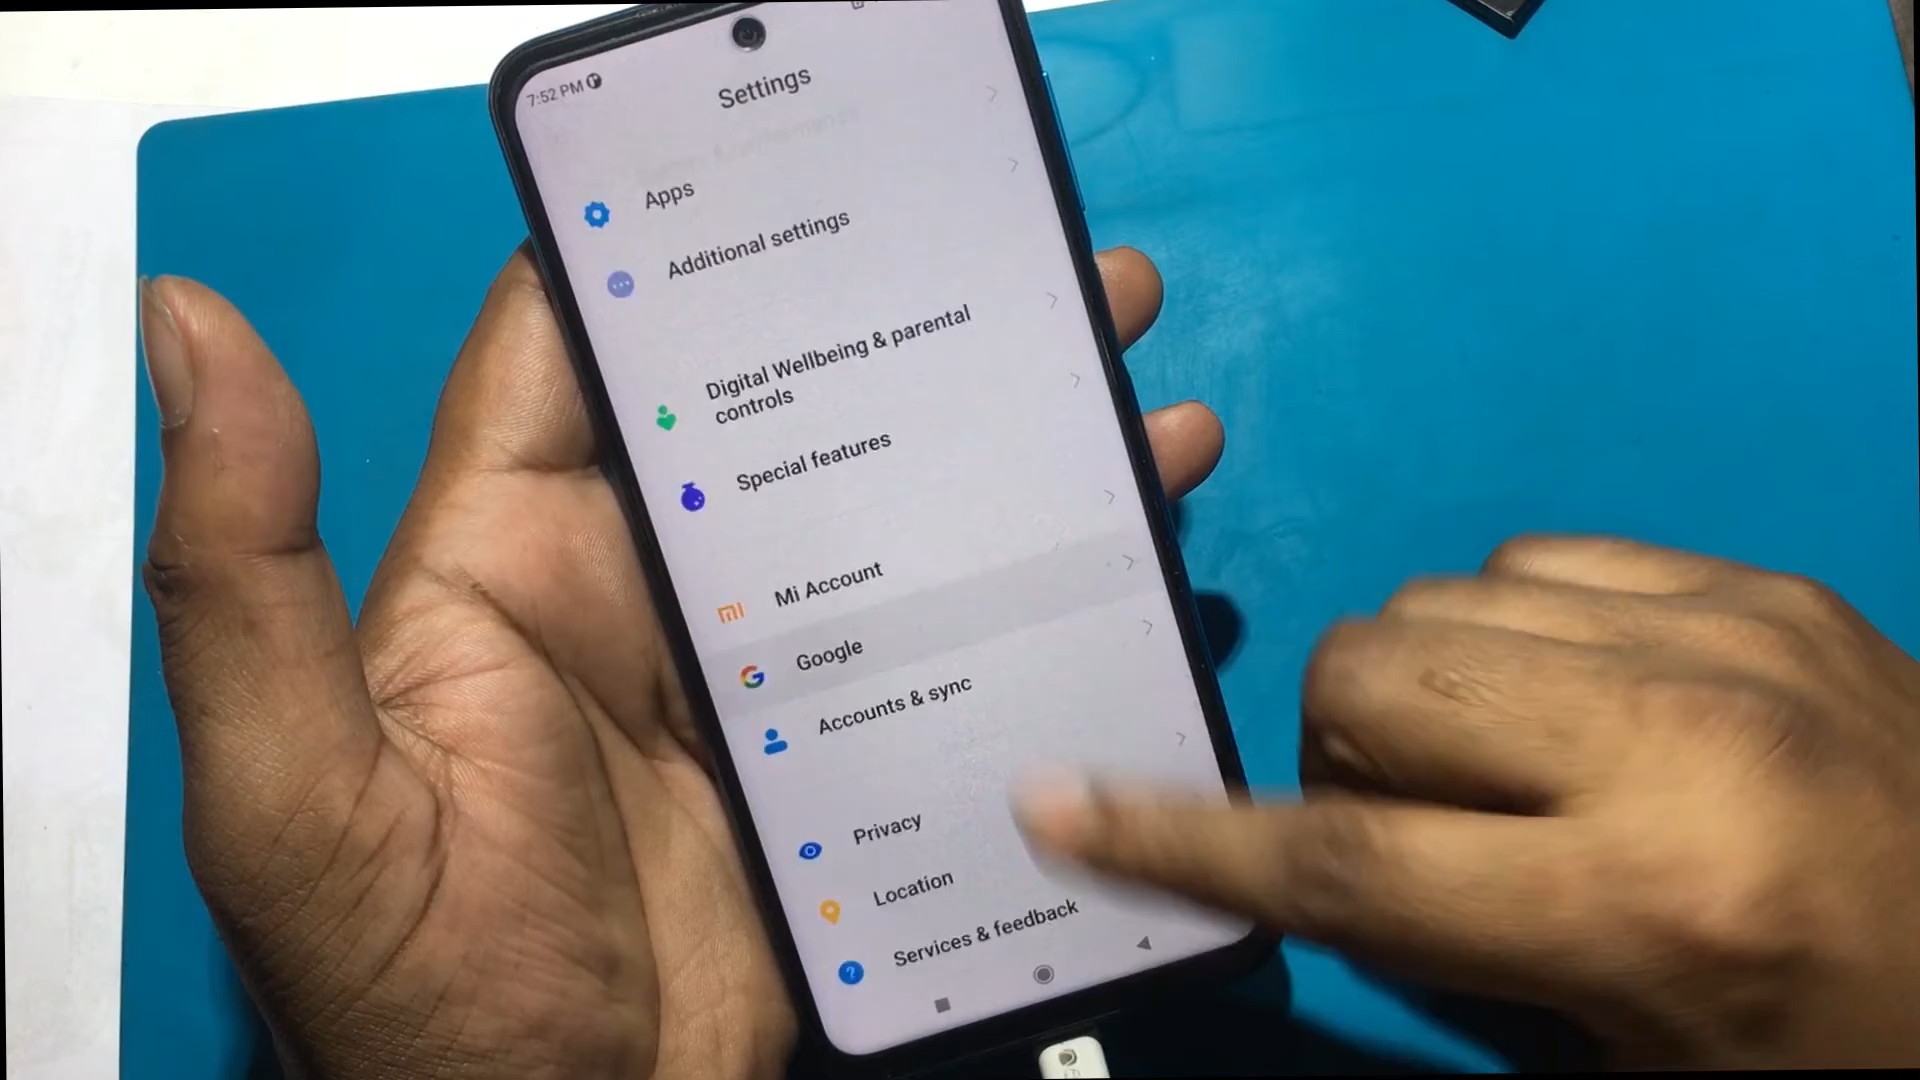 7:52 PM
Settings
Apps
Additional settings
Digital Wellbeing & parental
controls
Special features
Mi Account
Google
Accounts & sync
Privacy
Location
Services & feedback